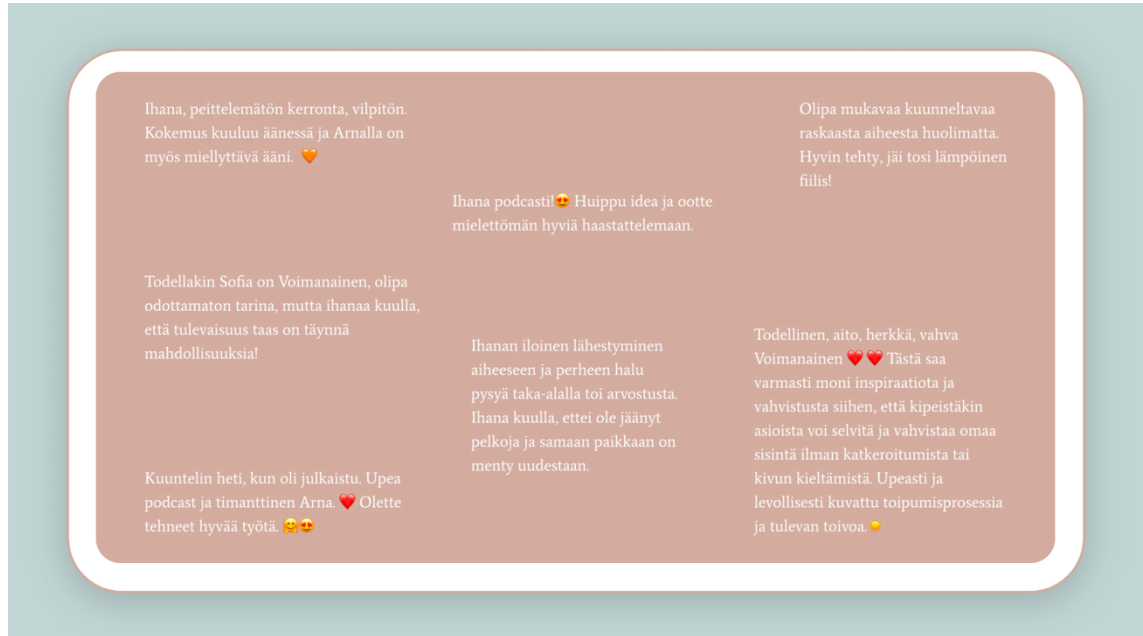 Ihana, peittelemätön kerronta, vilpitön.
Kokemus kuuluu äänessä ja Arnalla on
myös miellyttävä ääni. 🧡
Olipa mukavaa kuunneltavaa
raskaasta aiheesta huolimatta.
Hyvin tehty, jäi tosi lämpöinen
fiilis!
Ihana podcasti!😍 Huippu idea ja ootte
mielettömän hyviä haastattelemaan.
Todellakin Sofia on Voimanainen, olipa
odottamaton tarina, mutta ihanaa kuulla,
että tulevaisuus taas on täynnä
mahdollisuuksia!
Ihanan iloinen lähestyminen
aiheeseen ja perheen halu
pysyä taka-alalla toi arvostusta.
Ihana kuulla, ettei ole jäänyt
pelkoja ja samaan paikkaan on
menty uudestaan.
Todellinen, aito, herkkä, vahva
Voimanainen ❤️ ❤️ Tästä saa
varmasti moni inspiraatiota ja
vahvistusta siihen, että kipeistäkin
asioista voi selvitä ja vahvistaa omaa
sisintä ilman katkeroitumista tai
kivun kieltämistä. Upeasti ja
levollisesti kuvattu toipumisprosessia
ja tulevan toivoa.☀️
Kuuntelin heti, kun oli julkaistu. Upea
podcast ja timanttinen Arna. ❤️ Olette
tehneet hyvää työtä. 🤗😍